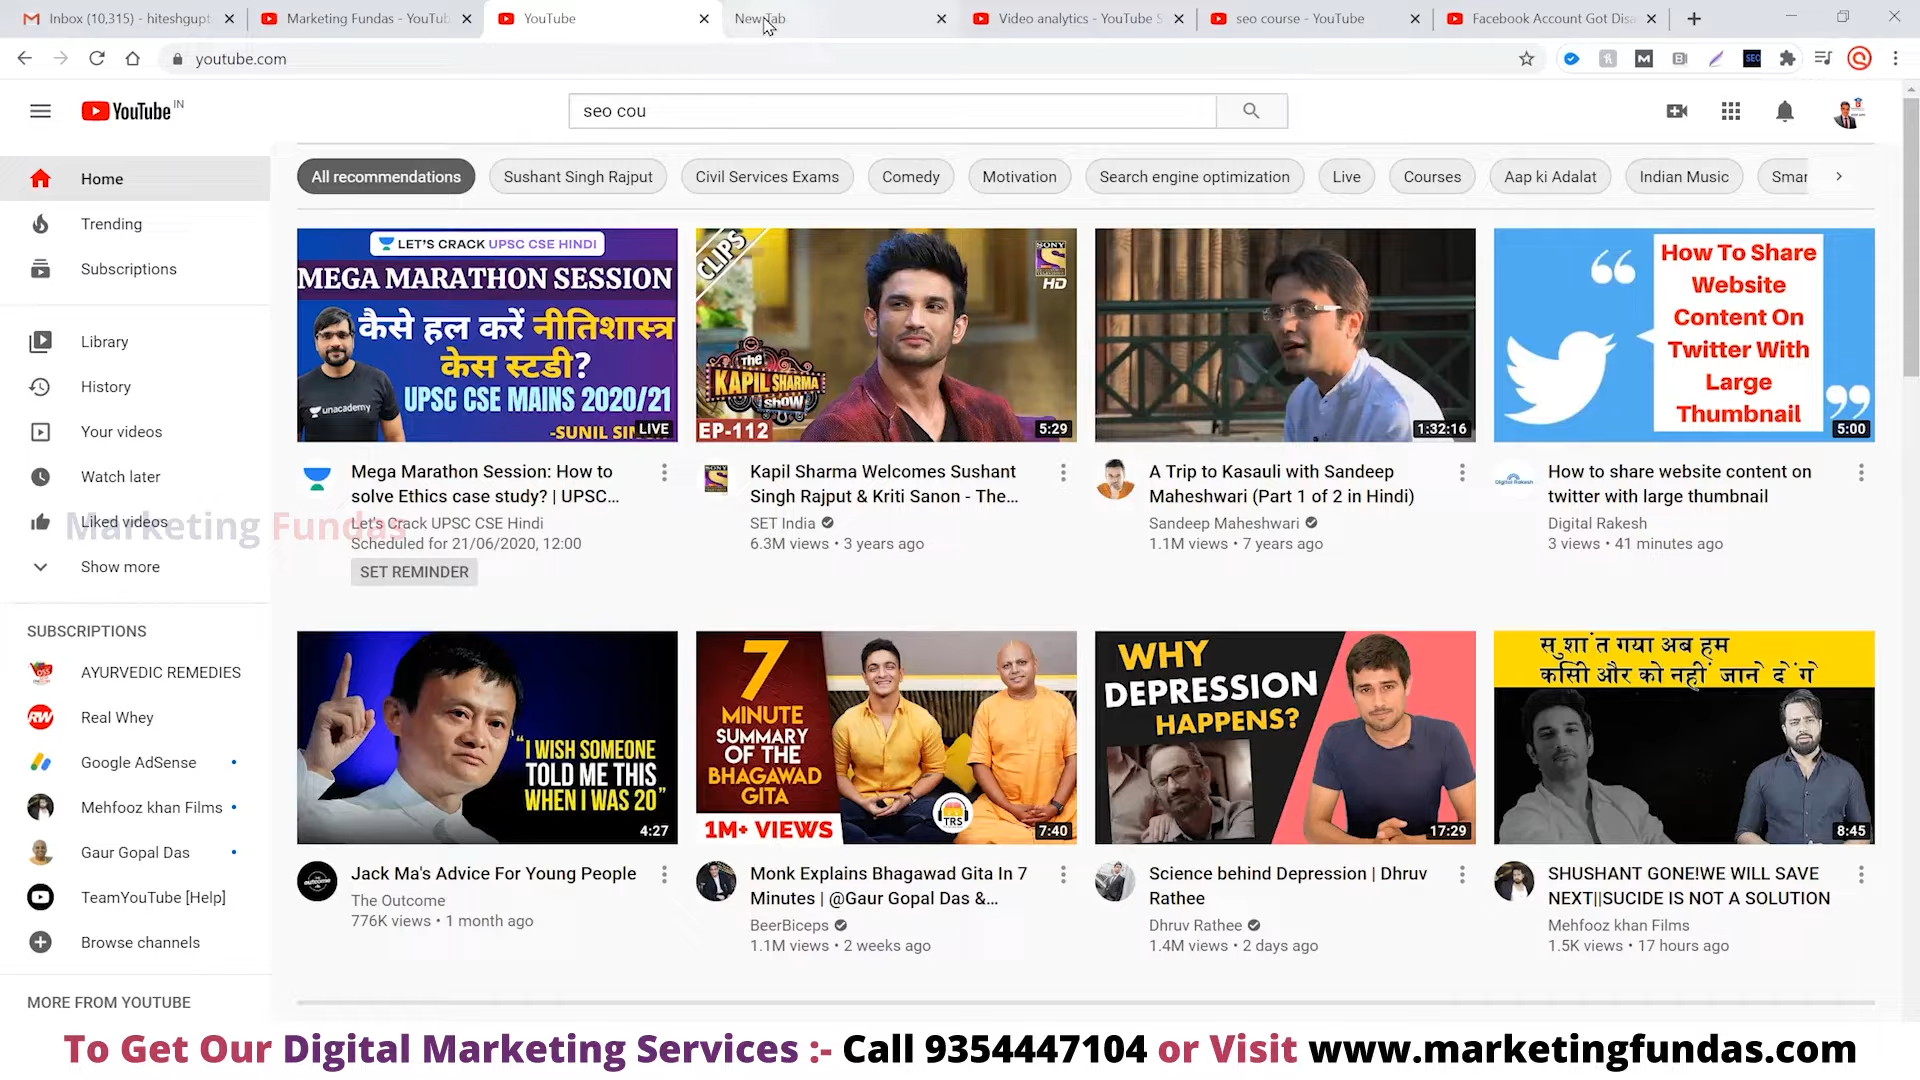 Inbox (10,315) - hiteshgupt
Marketing Fundas - YouTub
YouTube
New Tab
Video analytics - YouTube S
seo course - YouTube
Facebook Account Got Disa
youtube.com
SEO
YouTube IN
seo cou
All recommendations
Sushant Singh Rajput
Civil Services Exams
Comedy
Motivation
Search engine optimization
Live
Courses
Aap ki Adalat
Indian Music
Smar
Home
Trending
Subscriptions
Library
History
Your videos
Watch later
Liked videos
Show more
SUBSCRIPTIONS
AYURVEDIC REMEDIES
Real Whey
Google AdSense
Mehfooz khan Films
Gaur Gopal Das
TeamYouTube [Help]
Browse channels
MORE FROM YOUTUBE
Marketing Fundas
LET'S CRACK UPSC CSE HINDI
MEGA MARATHON SESSION
कैसे हल करें नीतिशास्त्र
केस स्टडी?
UPSC CSE MAINS 2020/21
unacademy
LIVE
Mega Marathon Session: How to
solve Ethics case study? | UPSC...
Let's Crack UPSC CSE Hindi
Scheduled for 21/06/2020, 12:00
SET REMINDER
CLIPS
SONY
HD
The
KAPIL SHARMA
SHOW
EP-112
5:29
Kapil Sharma Welcomes Sushant
Singh Rajput & Kriti Sanon - The...
SET India
6.3M views • 3 years ago
1:32:16
A Trip to Kasauli with Sandeep
Maheshwari (Part 1 of 2 in Hindi)
Sandeep Maheshwari
1.1M views • 7 years ago
How To Share
Website
Content On
Twitter With
Large
Thumbnail
5:00
How to share website content on
twitter with large thumbnail
Digital Rakesh
3 views • 41 minutes ago
"I WISH SOMEONE
TOLD ME THIS
WHEN I WAS 20"
4:27
Jack Ma's Advice For Young People
The Outcome
776K views • 1 month ago
7
MINUTE
SUMMARY
OF THE
BHAGAWAD
GITA
1M+ VIEWS
TRS
7:40
Monk Explains Bhagawad Gita In 7
Minutes | @Gaur Gopal Das &...
BeerBiceps
1.1M views • 2 weeks ago
WHY
DEPRESSION
HAPPENS?
17:29
Science behind Depression | Dhruv
Rathee
Dhruv Rathee
1.4M views • 2 days ago
सुशांत गया अब हम
किसी और को नहीं जाने देंगे
8:45
SHUSHANT GONE!WE WILL SAVE
NEXT||SUCIDE IS NOT A SOLUTION
Mehfooz khan Films
1.5K views • 17 hours ago
To Get Our Digital Marketing Services :- Call 9354447104 or Visit www.marketingfundas.com